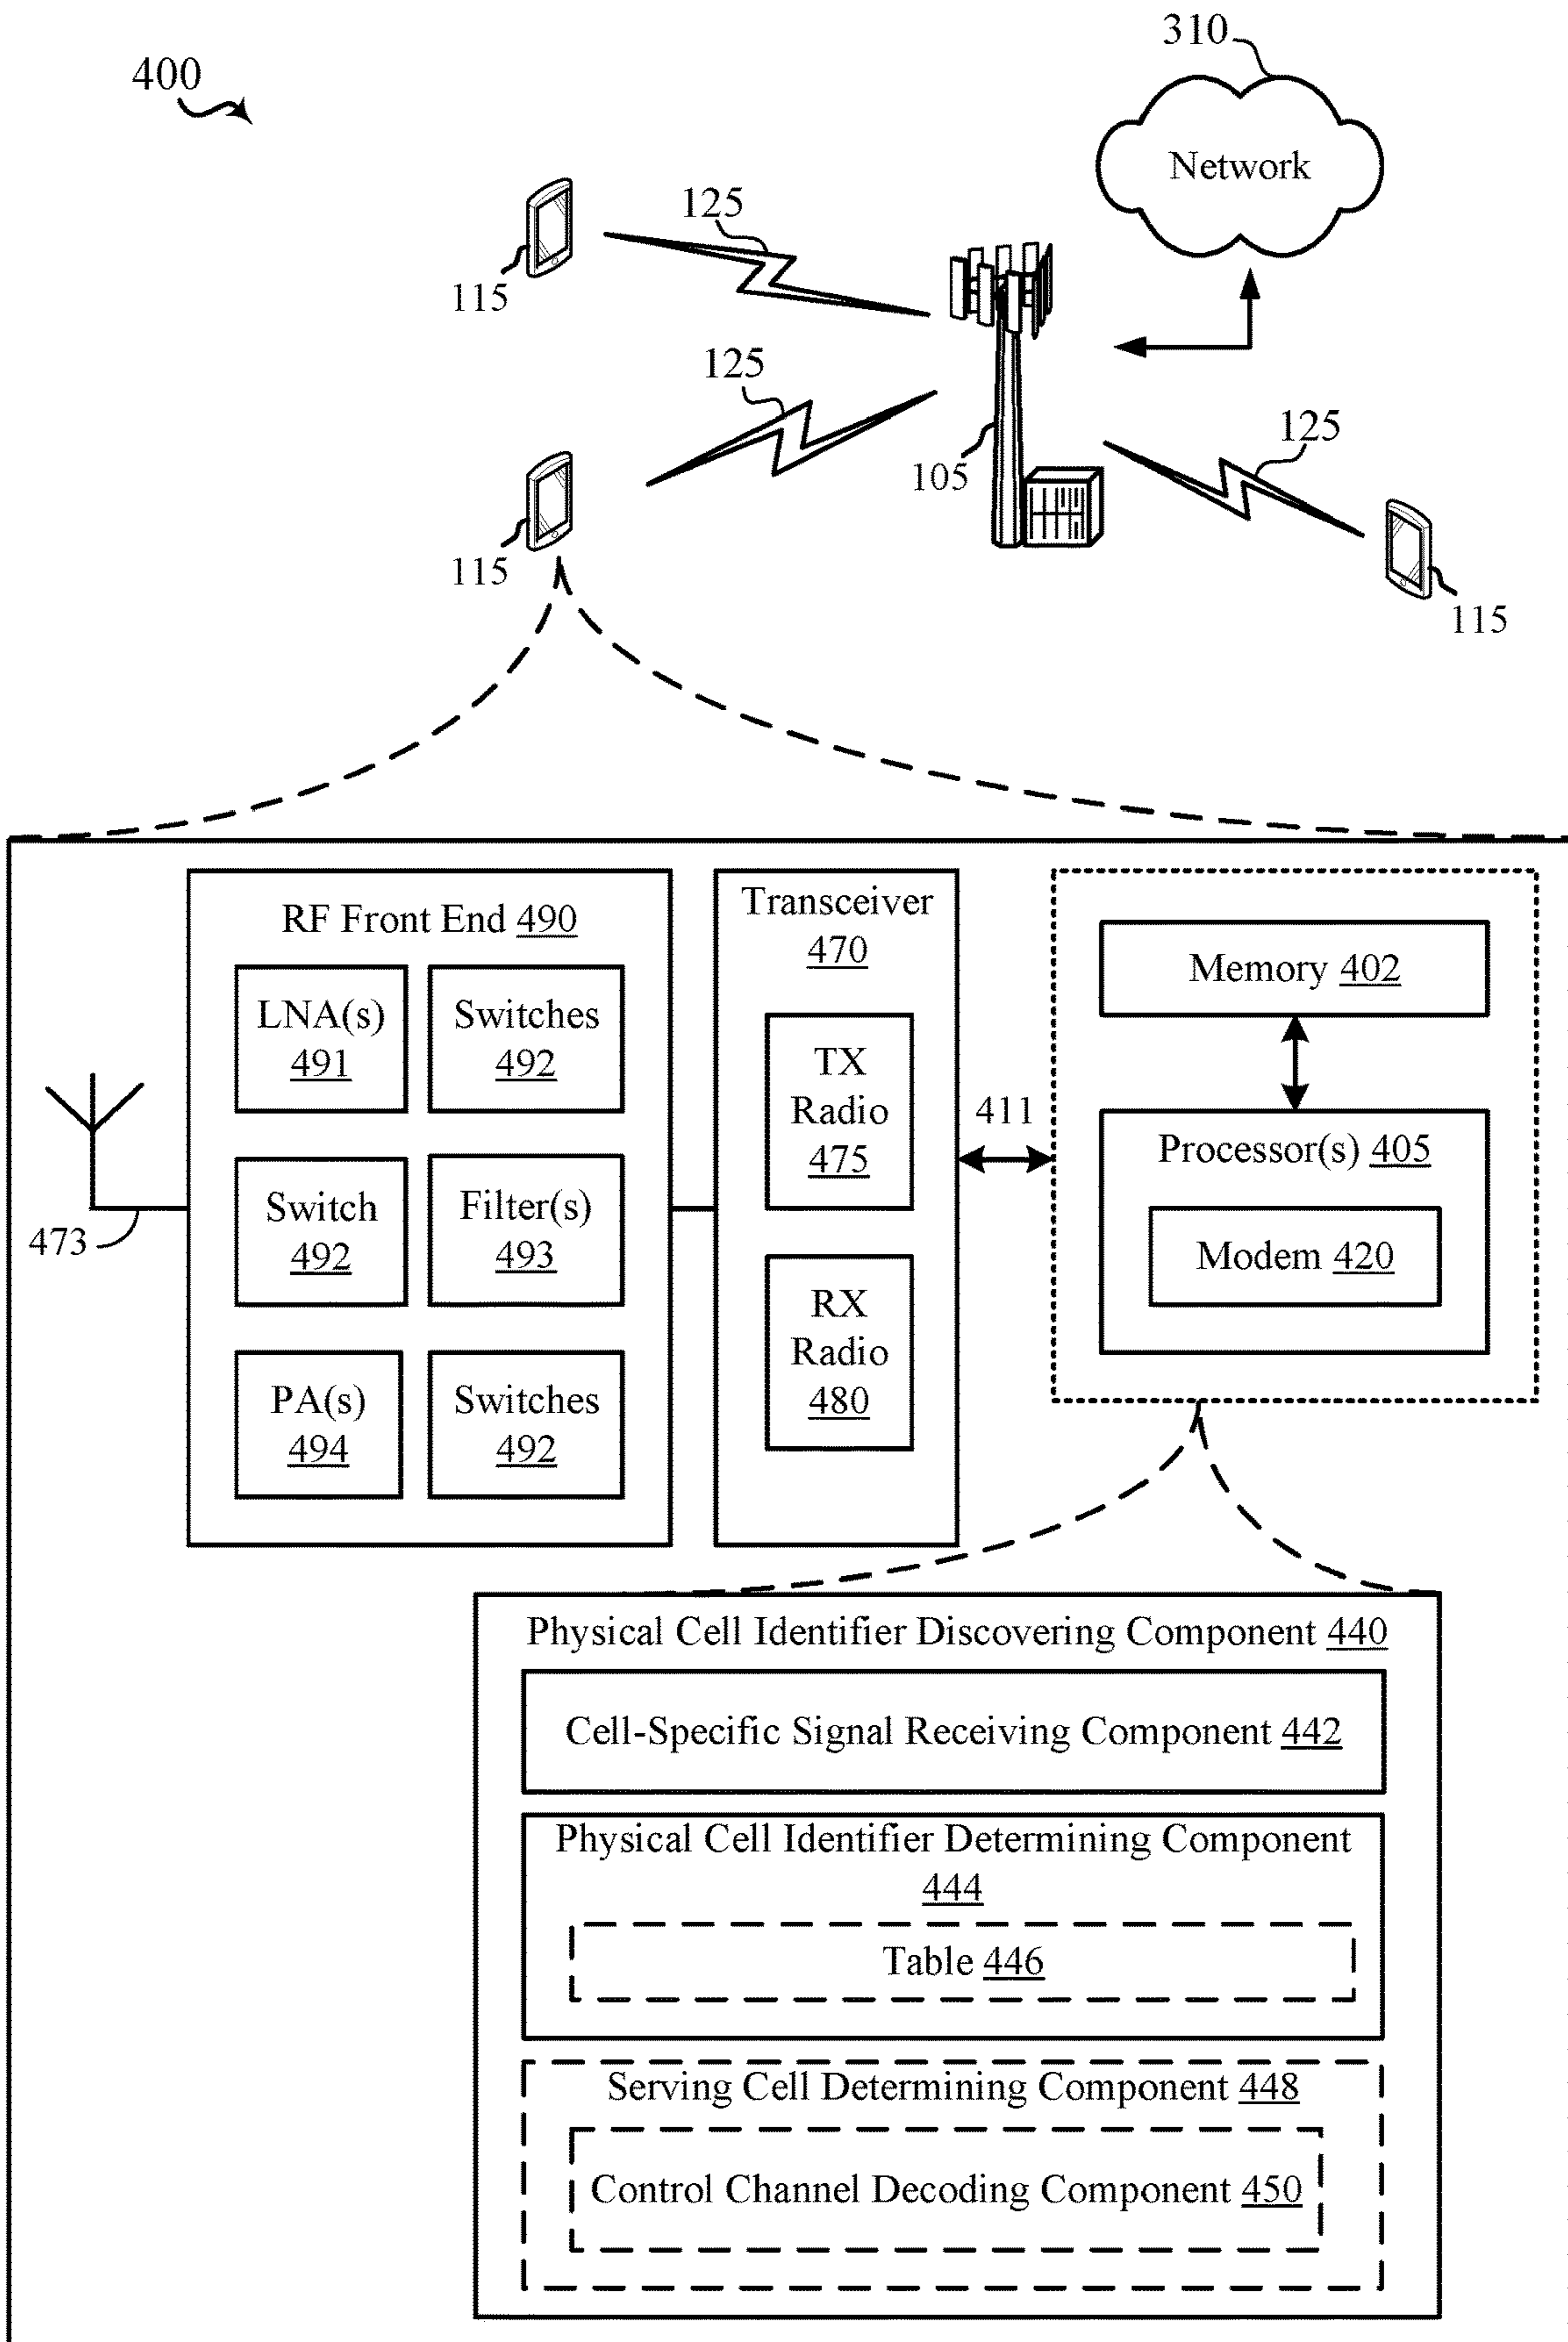 310
400
Network
125
115
125
125
105
115
115
RF Front End 490
Transceiver
470
LNA(s)
491
Switches
492
Memory 402
TX
Radio
475
411
Processor(s) 405
Switch
492
Filter(s)
493
473
Modem 420
RX
Radio
480
PA(s)
494
Switches
492
Physical Cell Identifier Discovering Component 440
Cell-Specific Signal Receiving Component 442
Physical Cell Identifier Determining Component
444
Table 446
Serving Cell Determining Component 448
Control Channel Decoding Component 450